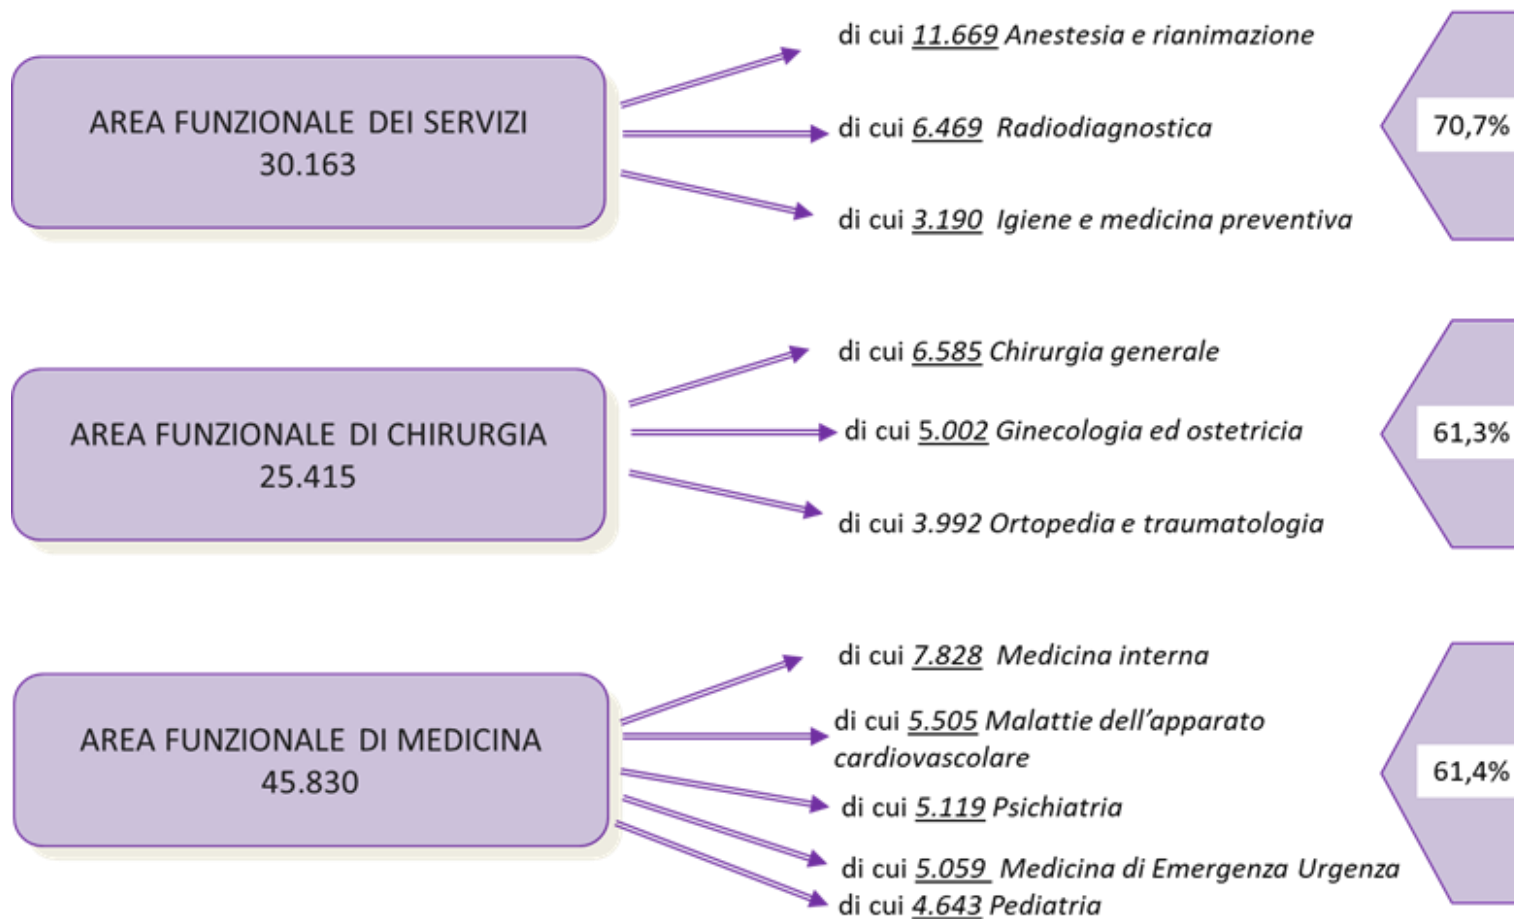 AREA FUNZIONALE DEI SERVIZI
30.163
di cui 11.669 Anestesia e rianimazione
di cui 6.469 Radiodiagnostica
di cui 3.190 Igiene e medicina preventiva
70,7%
AREA FUNZIONALE DI CHIRURGIA
25.415
di cui 6.585 Chirurgia generale
di cui 5.002 Ginecologia ed ostetricia
di cui 3.992 Ortopedia e traumatologia
61,3%
AREA FUNZIONALE DI MEDICINA
45.830
di cui 7.828 Medicina interna
di cui 5.505 Malattie dell'apparato
cardiovascolare
di cui 5.119 Psichiatria
di cui 5.059 Medicina di Emergenza Urgenza
di cui 4.643 Pediatria
61,4%